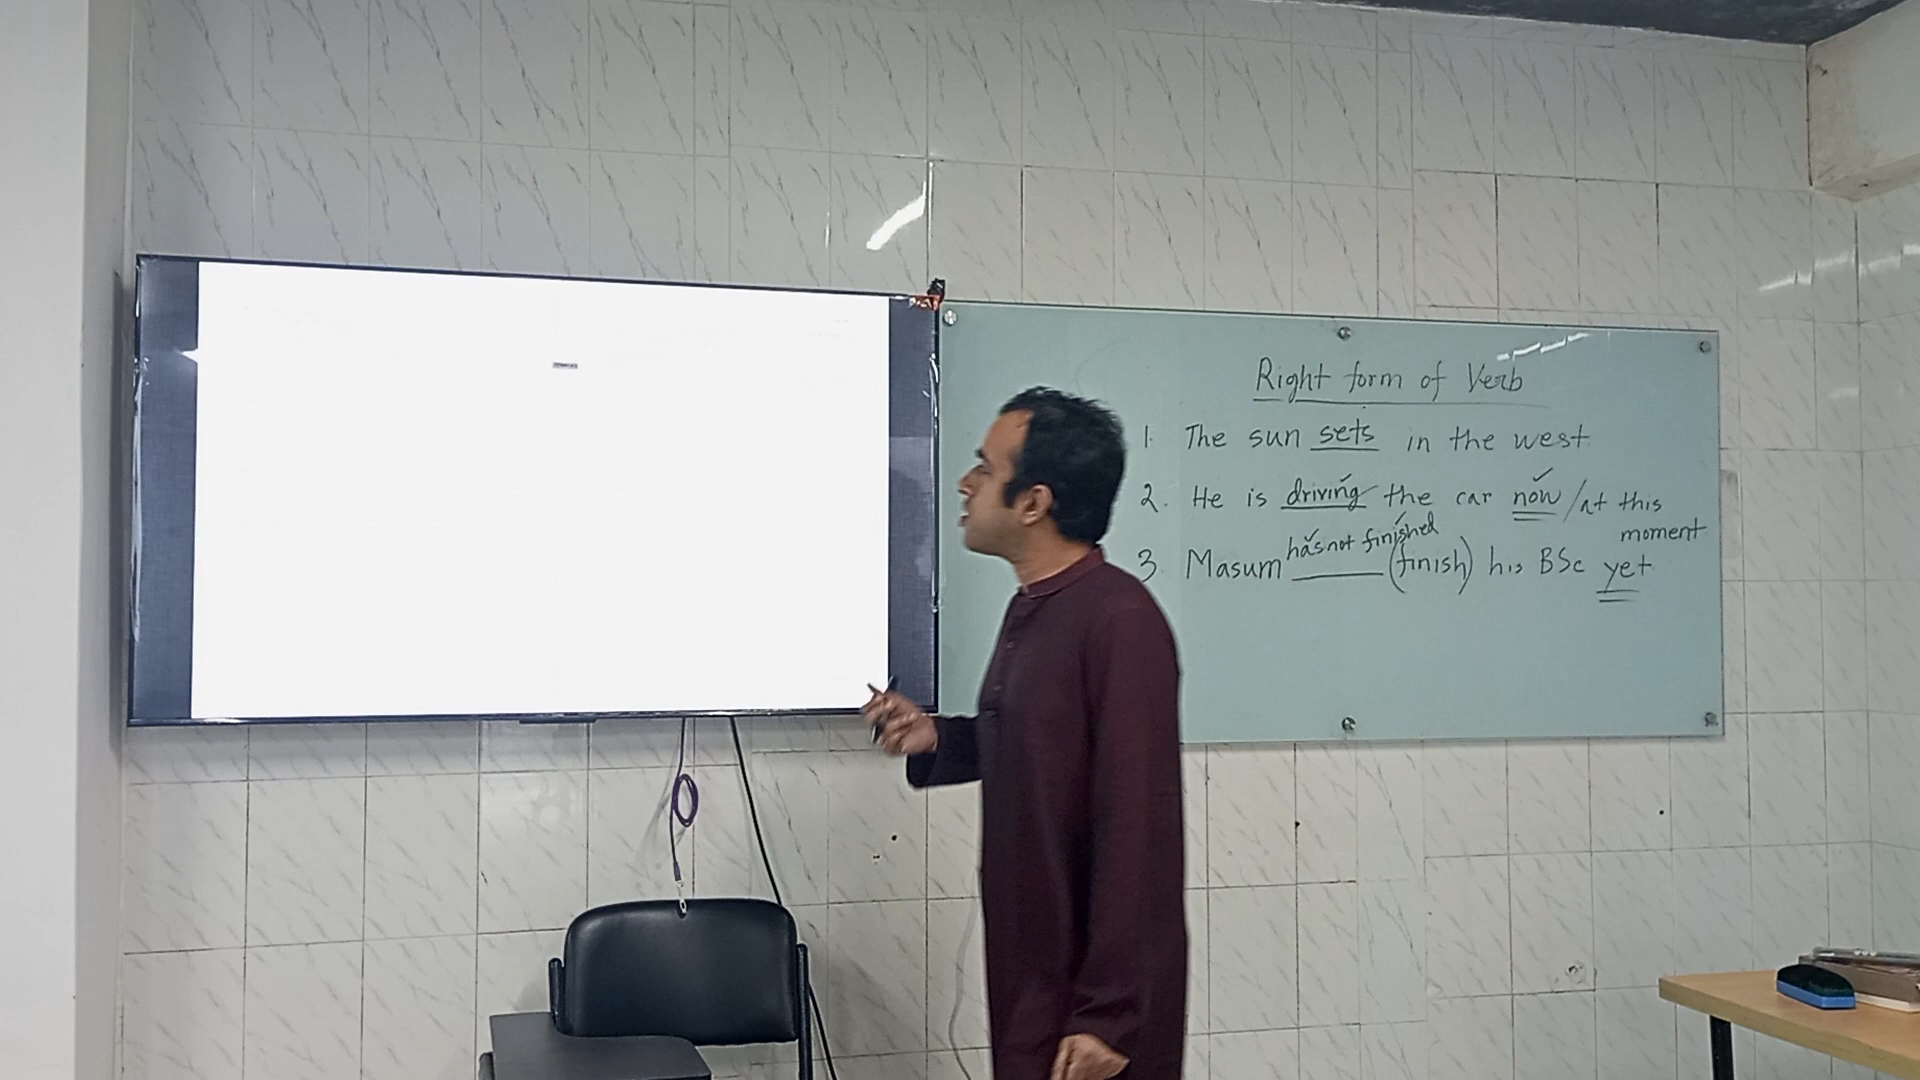 Right form of Verb
1. The sun sets in the west.
2. He is driving the car now / at this
moment
has not finished
3. Masum ______ (finish) his BSc yet